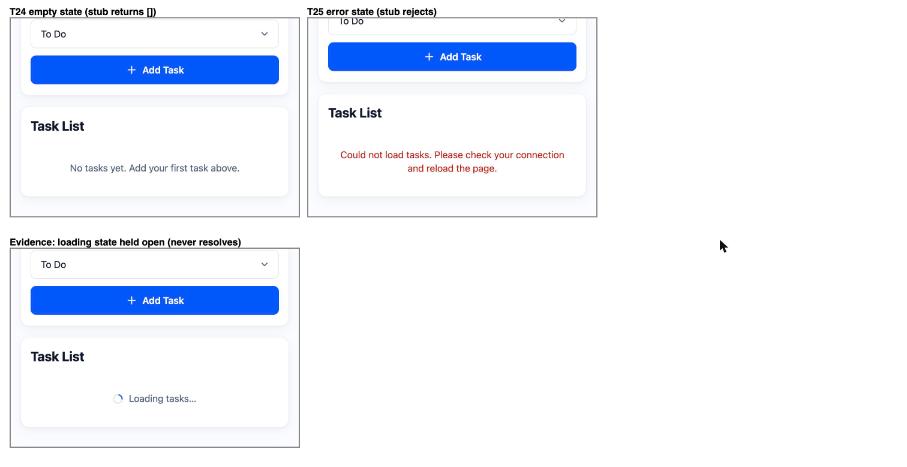 T24 empty state (stub returns [])
To Do
+ Add Task
Task List
No tasks yet. Add your first task above.
T25 error state (stub rejects)
To Do
+ Add Task
Task List
Could not load tasks. Please check your connection
and reload the page.
Evidence: loading state held open (never resolves)
To Do
+ Add Task
Task List
Loading tasks...